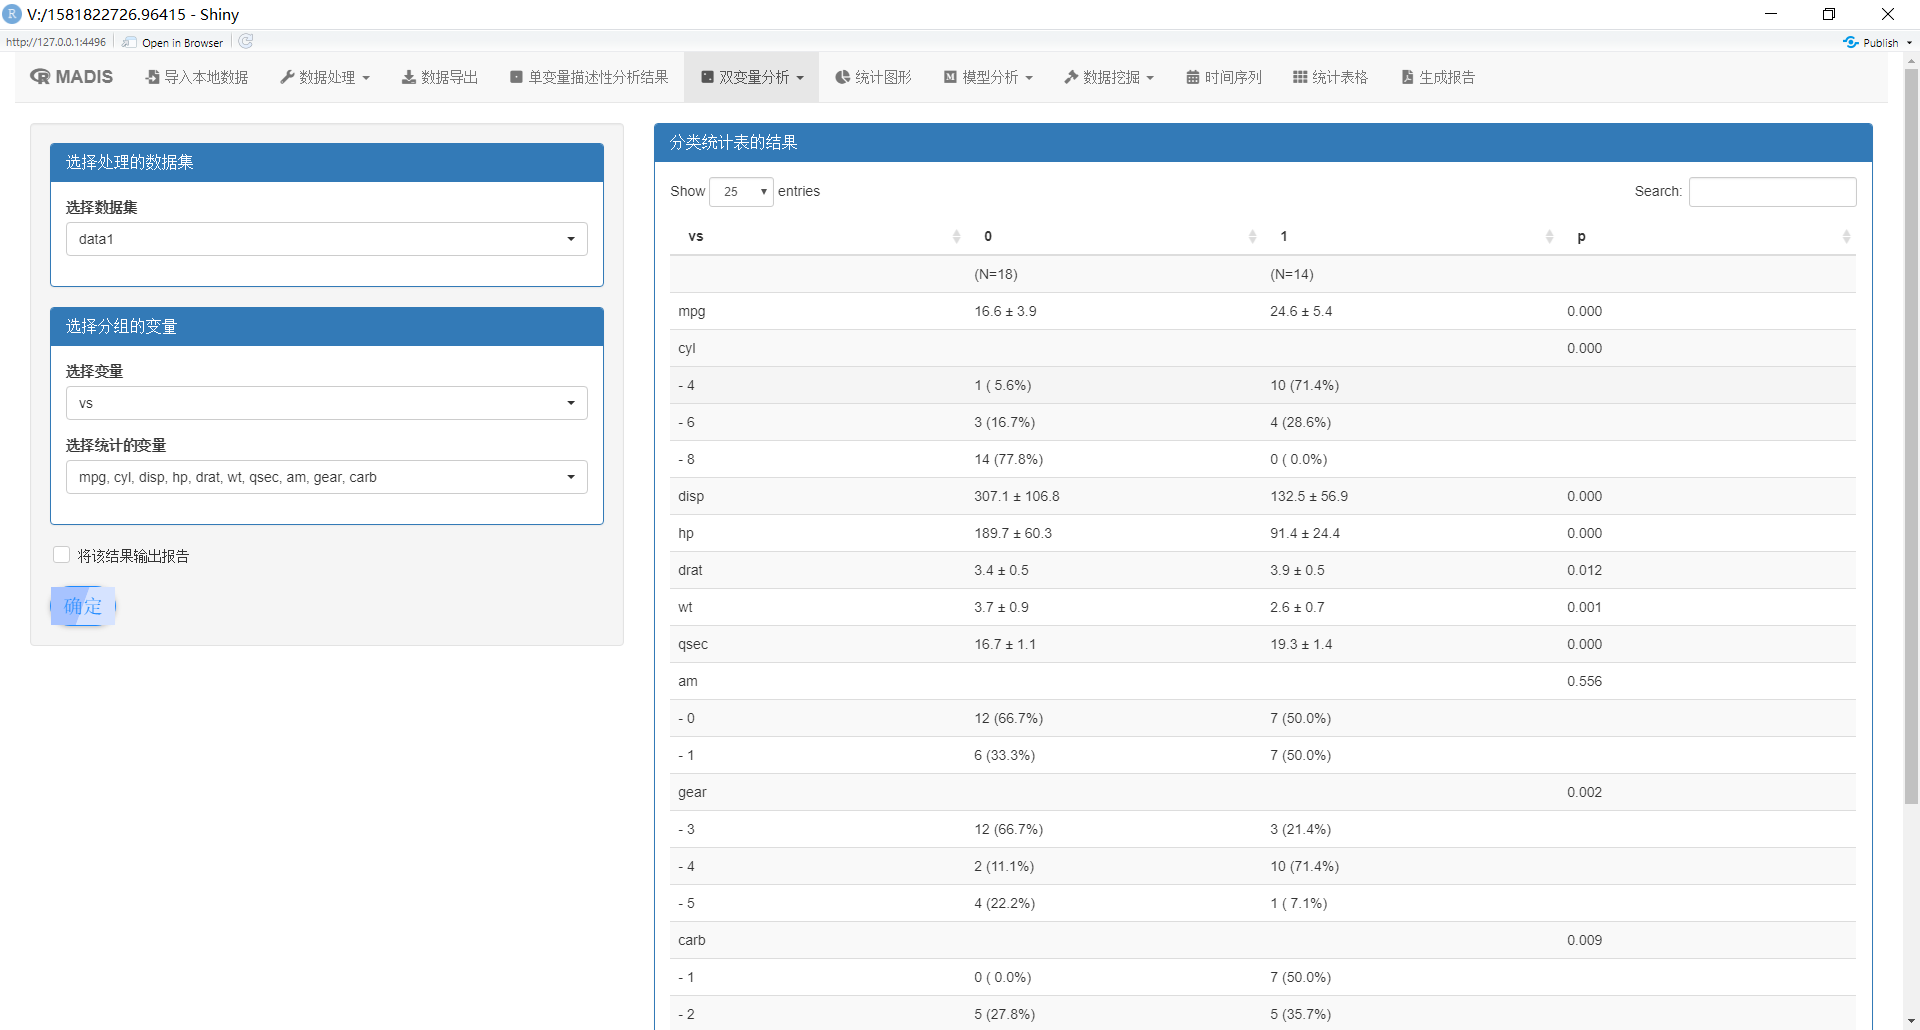 V:/1581822726.96415 - Shiny
http://127.0.0.1:4496 Open in Browser Publish
MADIS 导入本地数据 数据处理 数据导出 单变量描述性分析结果 双变量分析 统计图形 模型分析 数据挖掘 时间序列 统计表格 生成报告
选择处理的数据集
选择数据集
data1
选择分组的变量
选择变量
vs
选择统计的变量
mpg, cyl, disp, hp, drat, wt, qsec, am, gear, carb
将该结果输出报告
确定
分类统计表的结果
Show 25 entries Search:
vs 0 1 p
(N=18) (N=14)
mpg 16.6 ± 3.9 24.6 ± 5.4 0.000
cyl 0.000
- 4 1 ( 5.6%) 10 (71.4%)
- 6 3 (16.7%) 4 (28.6%)
- 8 14 (77.8%) 0 ( 0.0%)
disp 307.1 ± 106.8 132.5 ± 56.9 0.000
hp 189.7 ± 60.3 91.4 ± 24.4 0.000
drat 3.4 ± 0.5 3.9 ± 0.5 0.012
wt 3.7 ± 0.9 2.6 ± 0.7 0.001
qsec 16.7 ± 1.1 19.3 ± 1.4 0.000
am 0.556
- 0 12 (66.7%) 7 (50.0%)
- 1 6 (33.3%) 7 (50.0%)
gear 0.002
- 3 12 (66.7%) 3 (21.4%)
- 4 2 (11.1%) 10 (71.4%)
- 5 4 (22.2%) 1 ( 7.1%)
carb 0.009
- 1 0 ( 0.0%) 7 (50.0%)
- 2 5 (27.8%) 5 (35.7%)